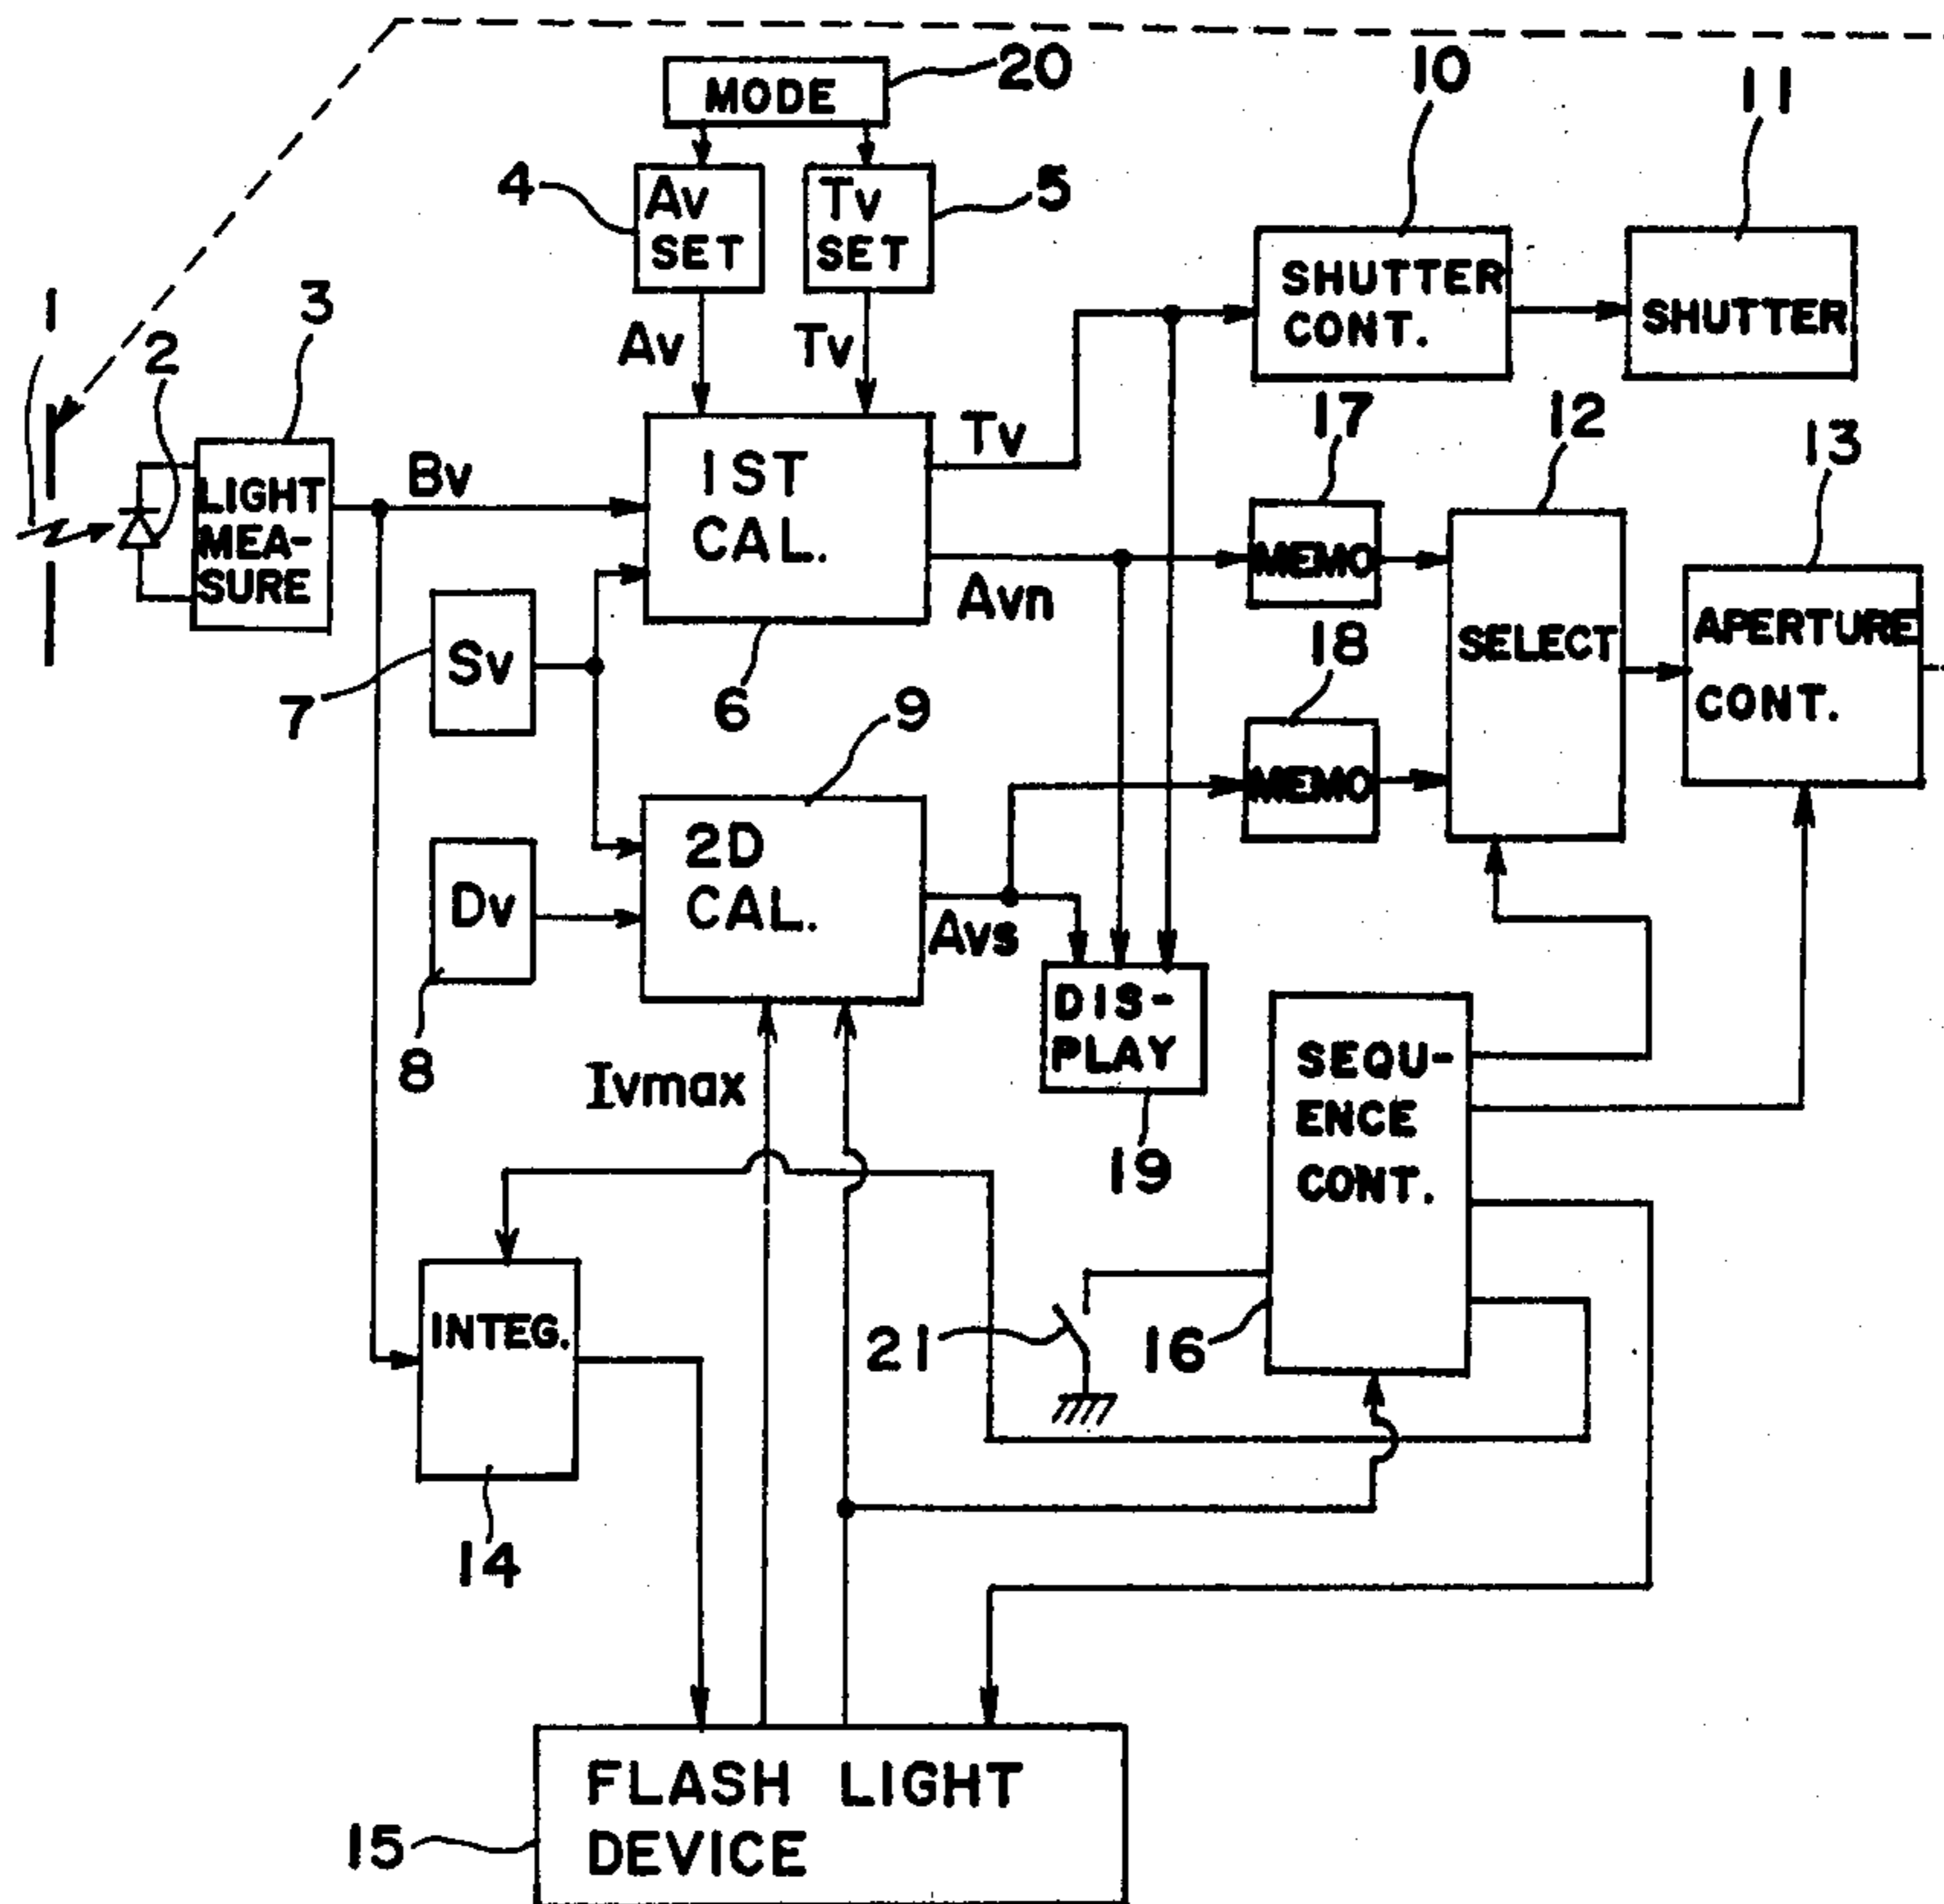 20
10
11
MODE
4
Av
SET
Tv
SET
5
SHUTTER
CONT.
SHUTTER
1
2
3
Av
Tv
17
12
13
LIGHT
MEA-
SURE
Bv
1ST
CAL.
Tv
Avn
MEMO
SELECT
APERTURE
CONT.
7
Sv
6
9
18
MEMO
2D
CAL.
Dv
Avs
8
Ivmax
DIS-
PLAY
19
SEQU-
ENCE
CONT.
INTEG.
21
16
14
FLASH LIGHT
DEVICE
15